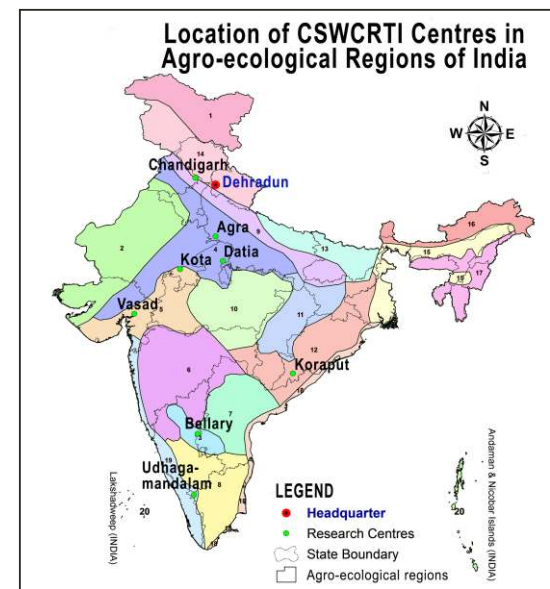 Location of CSWCRTI Centres in
Agro-ecological Regions of India
N
W E
S
1
14
Chandigarh
Dehradun
16
9
Agra
2
13
15
4
Datia
Kota
17
15
Vasad
5
10
11
12
Koraput
18
6
7
Bellary
3
Udhaga-
mandalam
19
8
18
Lakshadweep (INDIA)
20
20
Andaman & Nicobar Islands (INDIA)
LEGEND
Headquarter
Research Centres
State Boundary
Agro-ecological regions